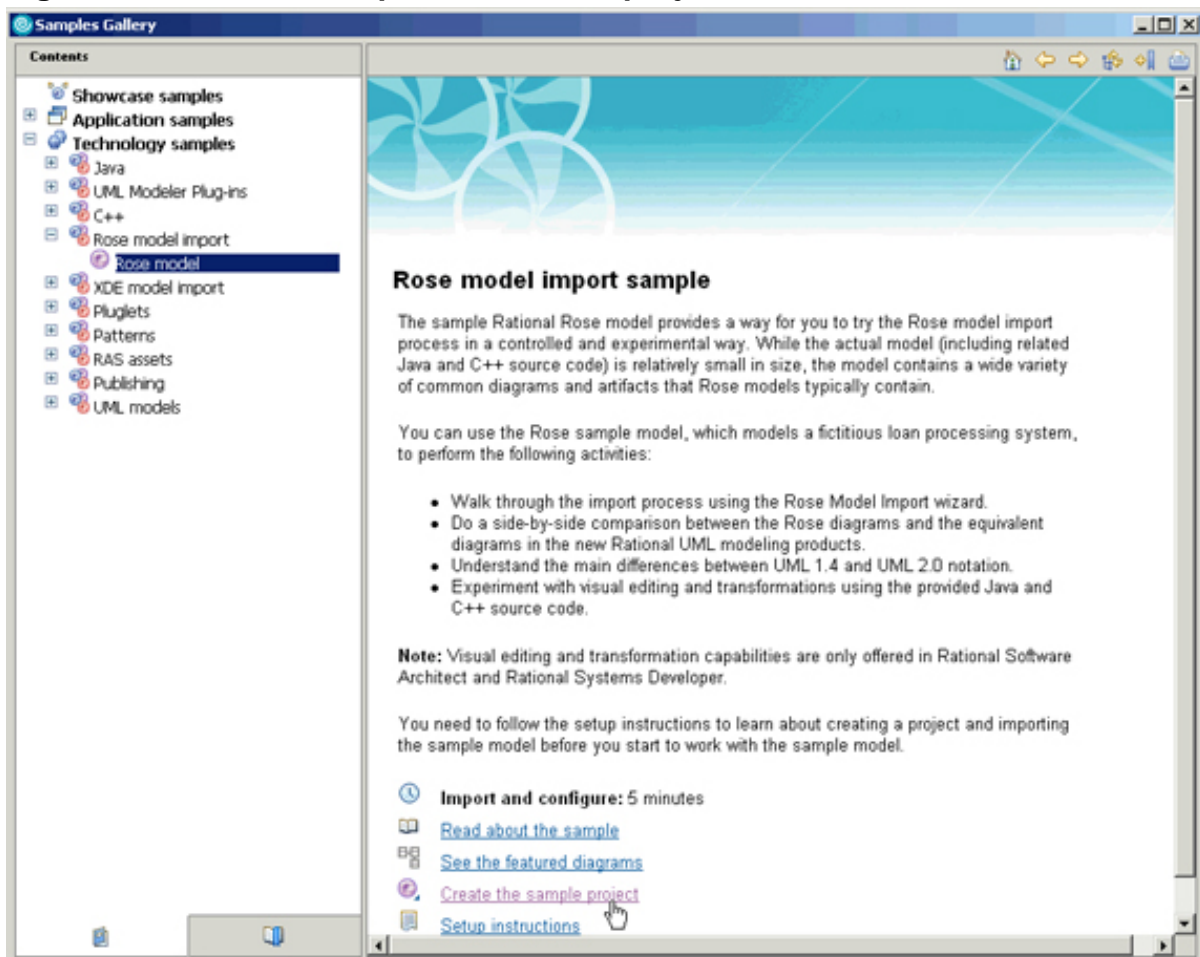 Samples Gallery
Contents
Showcase samples
Application samples
Technology samples
Java
UML Modeler Plug-ins
C++
Rose model import
Rose model
XDE model import
Pluglets
Patterns
RAS assets
Publishing
UML models
Rose model import sample
The sample Rational Rose model provides a way for you to try the Rose model import
process in a controlled and experimental way. While the actual model (including related
Java and C++ source code) is relatively small in size, the model contains a wide variety
of common diagrams and artifacts that Rose models typically contain.
You can use the Rose sample model, which models a fictitious loan processing system,
to perform the following activities:
• Walk through the import process using the Rose Model Import wizard.
• Do a side-by-side comparison between the Rose diagrams and the equivalent
diagrams in the new Rational UML modeling products.
• Understand the main differences between UML 1.4 and UML 2.0 notation.
• Experiment with visual editing and transformations using the provided Java and
C++ source code.
Note: Visual editing and transformation capabilities are only offered in Rational Software
Architect and Rational Systems Developer.
You need to follow the setup instructions to learn about creating a project and importing
the sample model before you start to work with the sample model.
Import and configure: 5 minutes
Read about the sample
See the featured diagrams
Create the sample project
Setup instructions